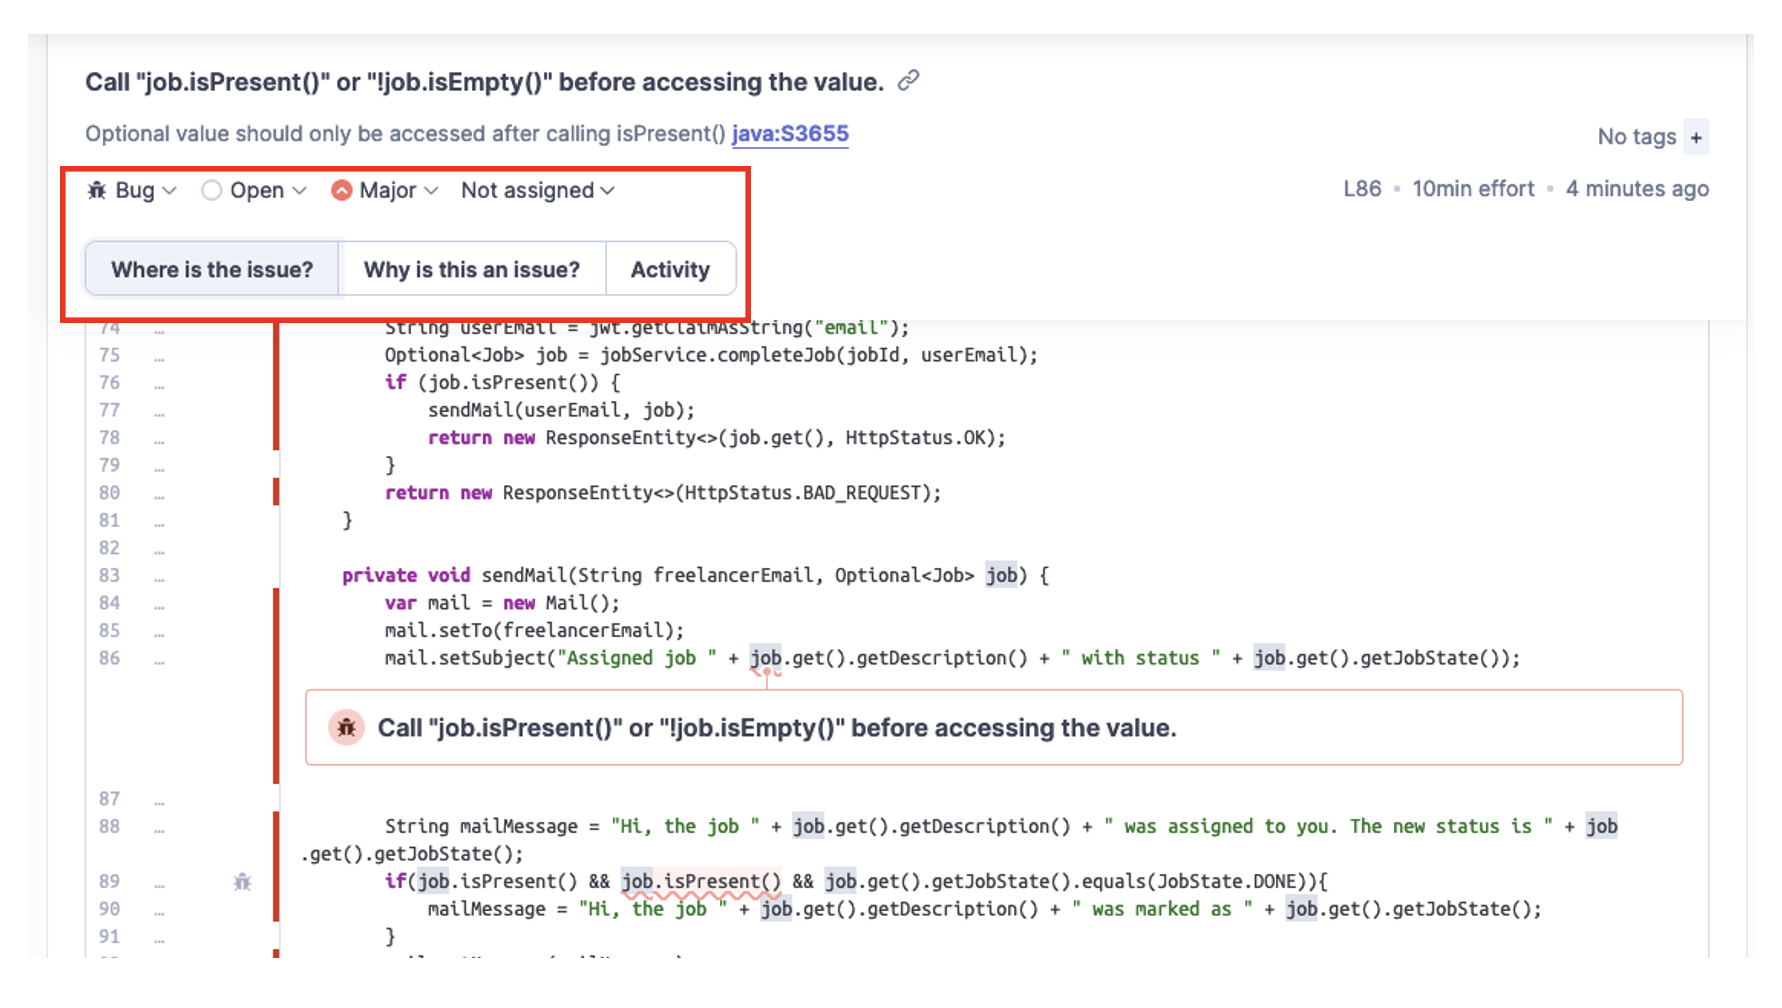 Call "job.isPresent()" or "!job.isEmpty()" before accessing the value.
Optional value should only be accessed after calling isPresent() java:S3655
No tags +
Bug Open Major Not assigned
L86 • 10min effort • 4 minutes ago
Where is the issue? Why is this an issue? Activity
74 ... String userEmail = jwt.getClaimAsString("email");
75 ... Optional<Job> job = jobService.completeJob(jobId, userEmail);
76 ... if (job.isPresent()) {
77 ... sendMail(userEmail, job);
78 ... return new ResponseEntity<>(job.get(), HttpStatus.OK);
79 ... }
80 ... return new ResponseEntity<>(HttpStatus.BAD_REQUEST);
81 ... }
82 ...
83 ... private void sendMail(String freelancerEmail, Optional<Job> job) {
84 ... var mail = new Mail();
85 ... mail.setTo(freelancerEmail);
86 ... mail.setSubject("Assigned job " + job.get().getDescription() + " with status " + job.get().getJobState());
Call "job.isPresent()" or "!job.isEmpty()" before accessing the value.
87 ...
88 ... String mailMessage = "Hi, the job " + job.get().getDescription() + " was assigned to you. The new status is " + job
.get().getJobState();
89 ... if(job.isPresent() && job.isPresent() && job.get().getJobState().equals(JobState.DONE)){
90 ... mailMessage = "Hi, the job " + job.get().getDescription() + " was marked as " + job.get().getJobState();
91 ... }